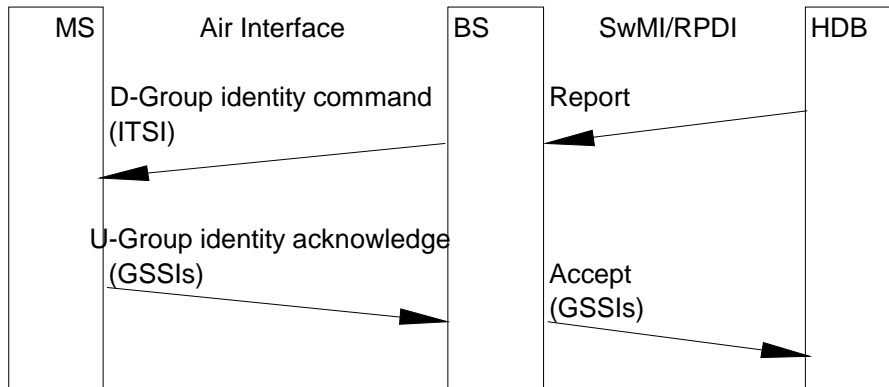 MS
Air Interface
BS
SwMI/RPDI
HDB
D-Group identity command
(ITSI)
Report
U-Group identity acknowledge
(GSSIs)
Accept
(GSSIs)